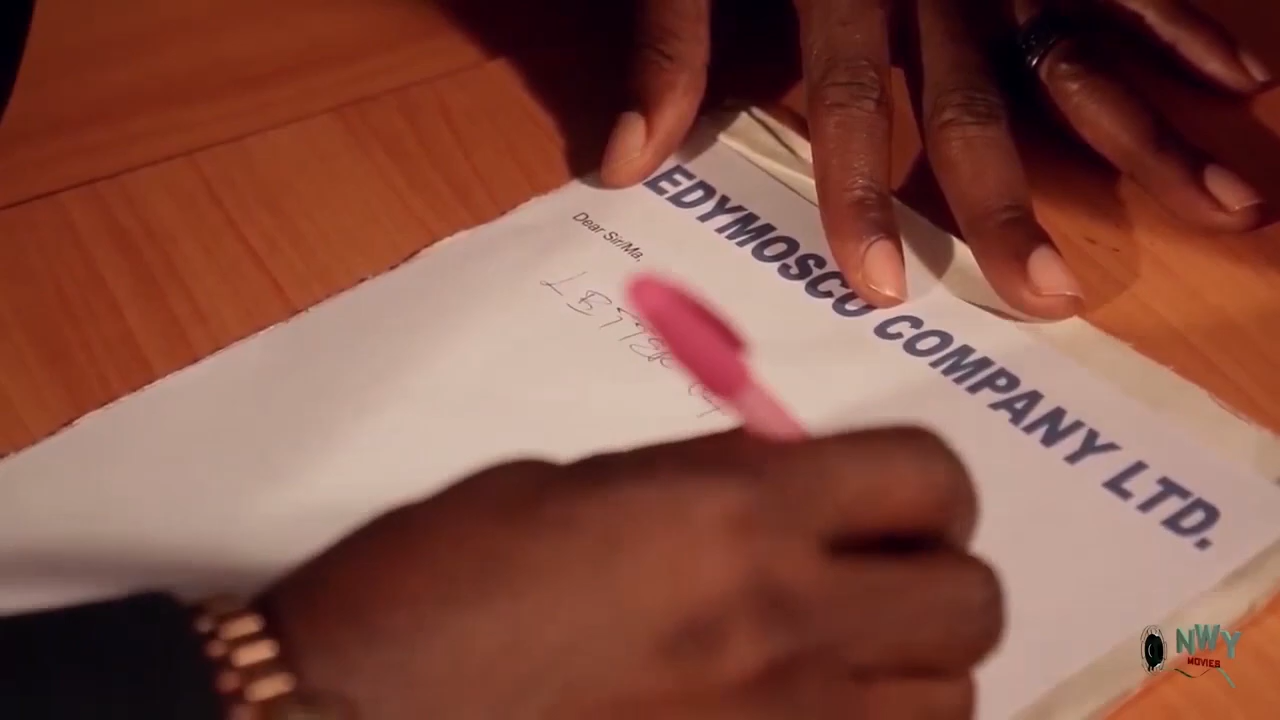 EDYMOSCO COMPANY LTD.
Dear Sir/Ma,
LETTER
NWY
MOVIES